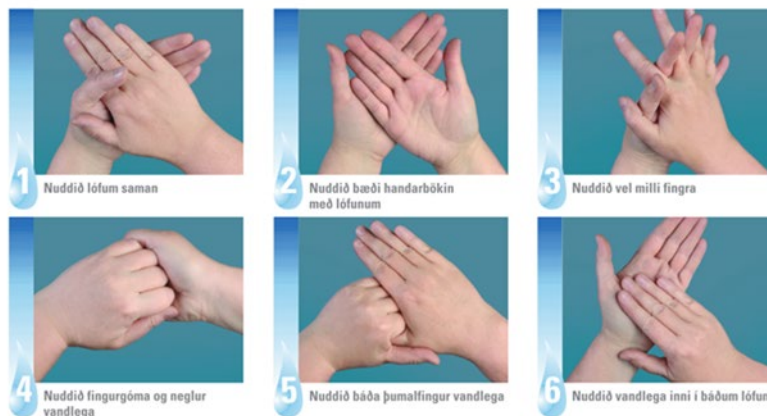 1
Nuddið lófum saman
2
Nuddið bæði handarbökin
með lófunum
3
Nuddið vel milli fingra
4
Nuddið fingurgóma og neglur
vandlega
5
Nuddið báða þumalfingur vandlega
6
Nuddið vandlega inni í báðum lófum